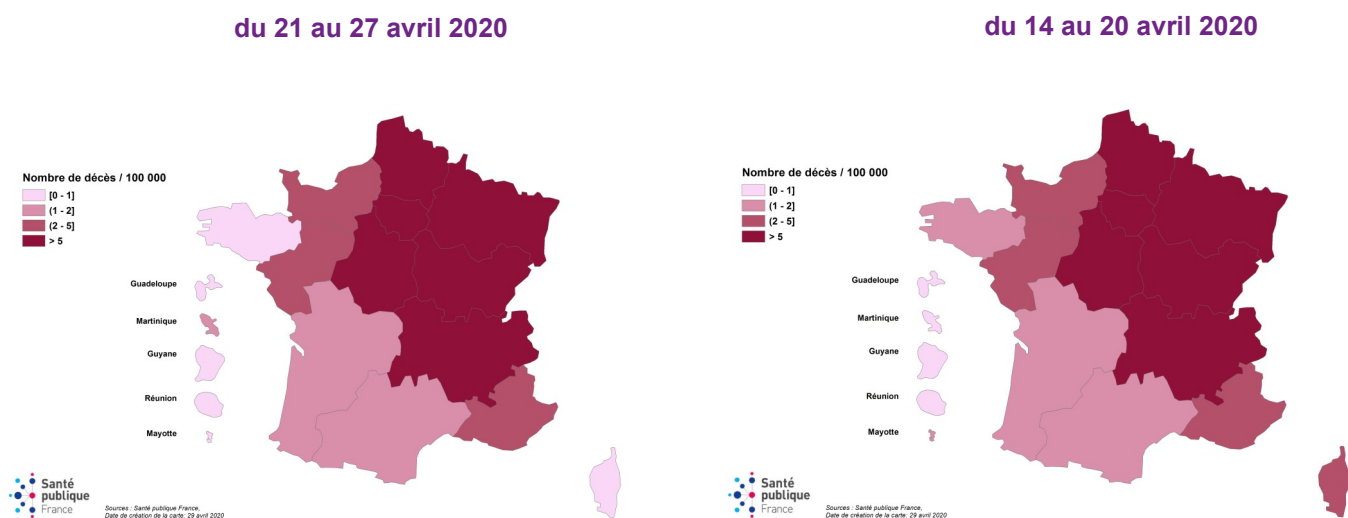 du 21 au 27 avril 2020
Nombre de décès / 100 000
[0 - 1]
(1 - 2]
(2 - 5]
> 5
Guadeloupe
Martinique
Guyane
Réunion
Mayotte
Santé
publique
France
Sources : Santé publique France,
Date de création de la carte: 29 avril 2020
du 14 au 20 avril 2020
Nombre de décès / 100 000
[0 - 1]
(1 - 2]
(2 - 5]
> 5
Guadeloupe
Martinique
Guyane
Réunion
Mayotte
Santé
publique
France
Sources : Santé publique France,
Date de création de la carte: 29 avril 2020